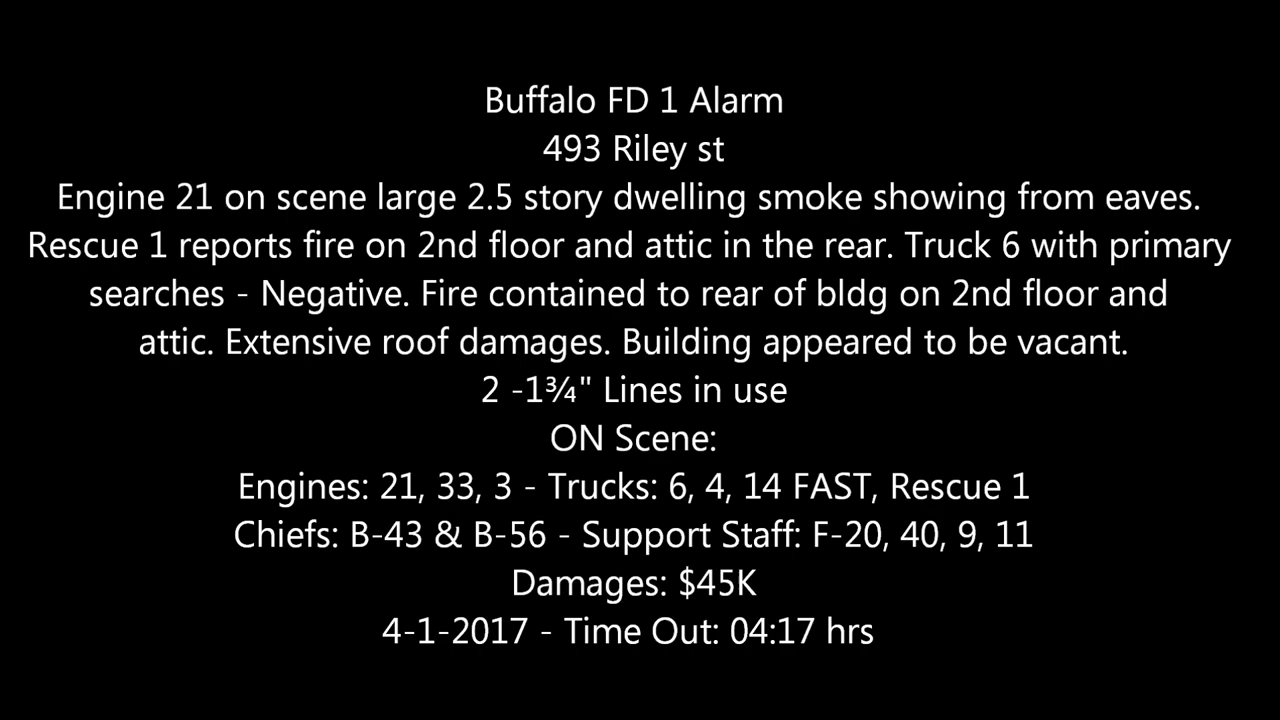 Buffalo FD 1 Alarm
493 Riley st
Engine 21 on scene large 2.5 story dwelling smoke showing from eaves.
Rescue 1 reports fire on 2nd floor and attic in the rear. Truck 6 with primary
searches - Negative. Fire contained to rear of bldg on 2nd floor and
attic. Extensive roof damages. Building appeared to be vacant.
2 -1¾" Lines in use
ON Scene:
Engines: 21, 33, 3 - Trucks: 6, 4, 14 FAST, Rescue 1
Chiefs: B-43 & B-56 - Support Staff: F-20, 40, 9, 11
Damages: $45K
4-1-2017 - Time Out: 04:17 hrs